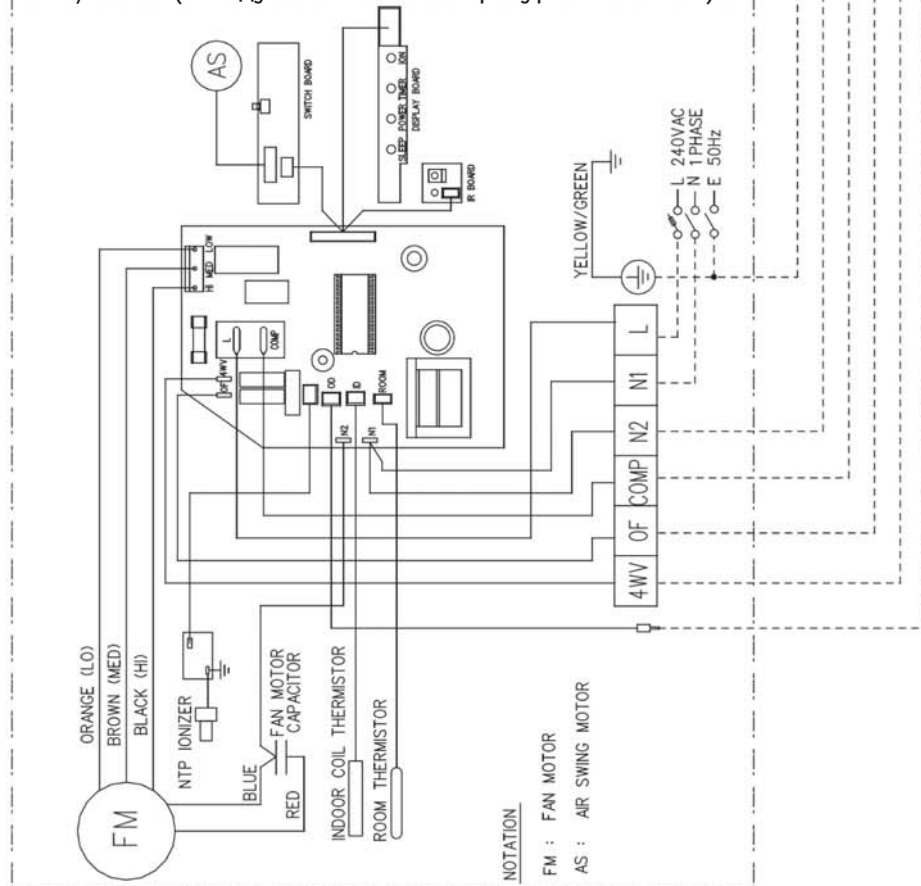 AS
SWITCH BOARD
ION
TIMER
POWER
SLEEP
DISPLAY BOARD
IR BOARD
HI MED LOW
L
COMP
OF 4WV
OD
ID
ROOM
N2
N1
ORANGE (LO)
BROWN (MED)
BLACK (HI)
FM
NTP IONIZER
BLUE
FAN MOTOR
CAPACITOR
RED
INDOOR COIL THERMISTOR
ROOM THERMISTOR
YELLOW/GREEN
L 240VAC
N 1PHASE
E 50Hz
4WV OF COMP N2 N1 L
NOTATION
FM : FAN MOTOR
AS : AIR SWING MOTOR